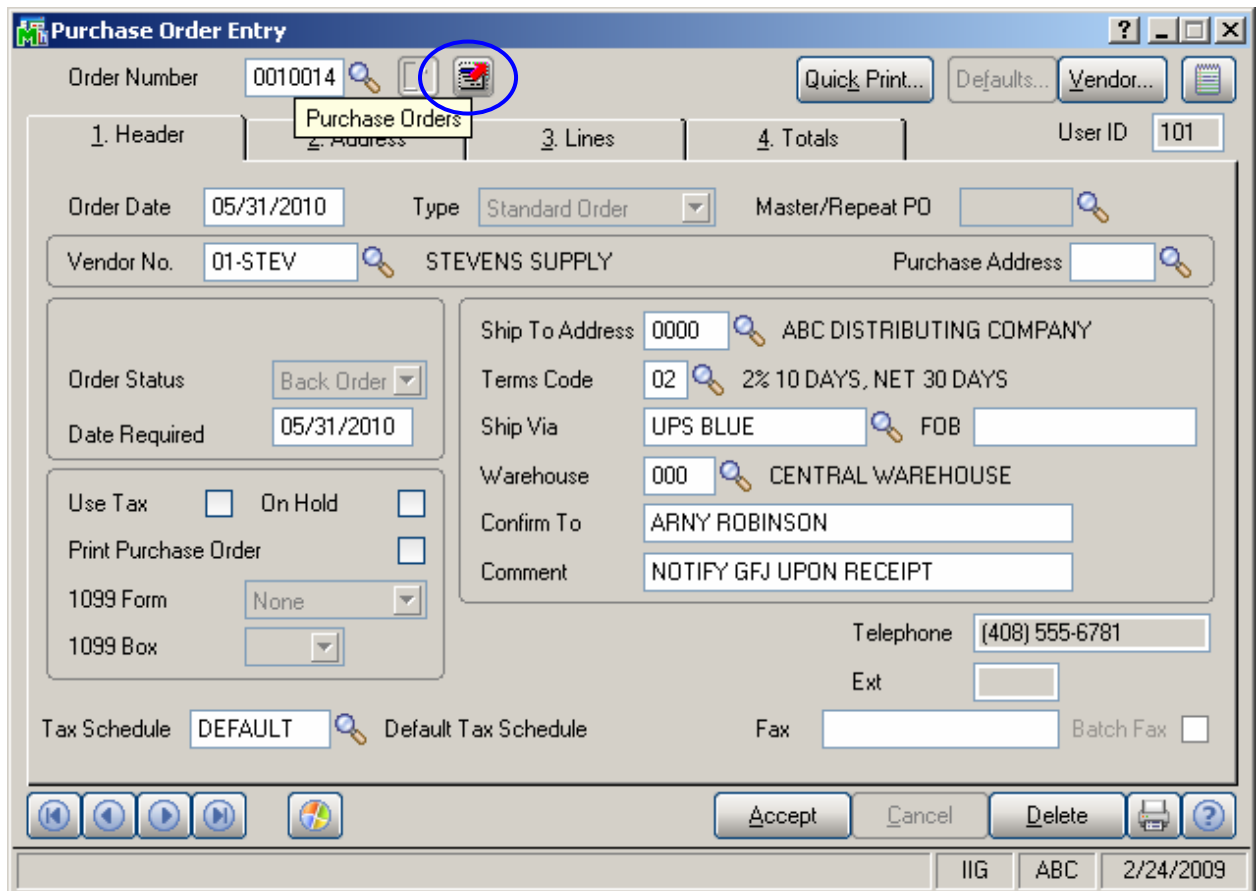 Purchase Order Entry
Order Number 0010014 Quick Print... Defaults... Vendor...
Purchase Orders
1. Header 2. Address 3. Lines 4. Totals User ID 101
Order Date 05/31/2010 Type Standard Order Master/Repeat PO
Vendor No. 01-STEV STEVENS SUPPLY Purchase Address
Ship To Address 0000 ABC DISTRIBUTING COMPANY
Order Status Back Order Terms Code 02 2% 10 DAYS, NET 30 DAYS
Date Required 05/31/2010 Ship Via UPS BLUE FOB
Warehouse 000 CENTRAL WAREHOUSE
Use Tax On Hold Confirm To ARNY ROBINSON
Print Purchase Order
Comment NOTIFY GFJ UPON RECEIPT
1099 Form None
Telephone (408) 555-6781
1099 Box
Ext
Tax Schedule DEFAULT Default Tax Schedule Fax Batch Fax
Accept Cancel Delete
IIG ABC 2/24/2009